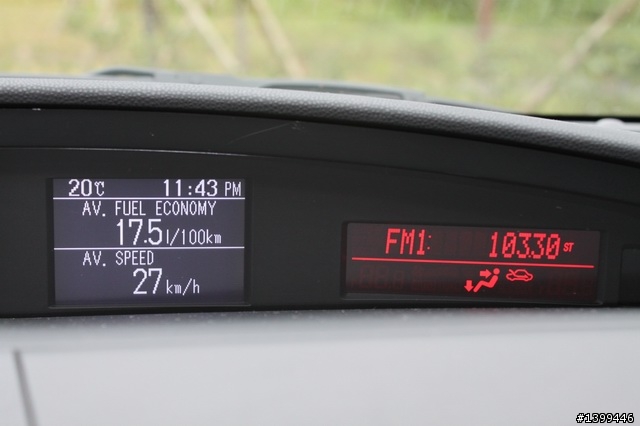 20℃ 11:43 PM
AV. FUEL ECONOMY
17.5 l/100km
AV. SPEED
27 km/h
FM1: 103.30 ST
#1399446